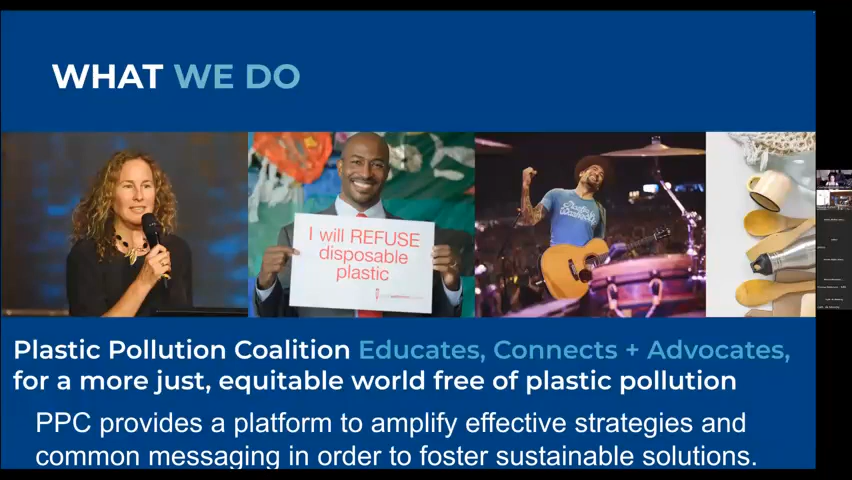 WHAT WE DO
I will REFUSE
disposable
plastic
Plastic Pollution Coalition Educates, Connects + Advocates,
for a more just, equitable world free of plastic pollution
PPC provides a platform to amplify effective strategies and
common messaging in order to foster sustainable solutions.